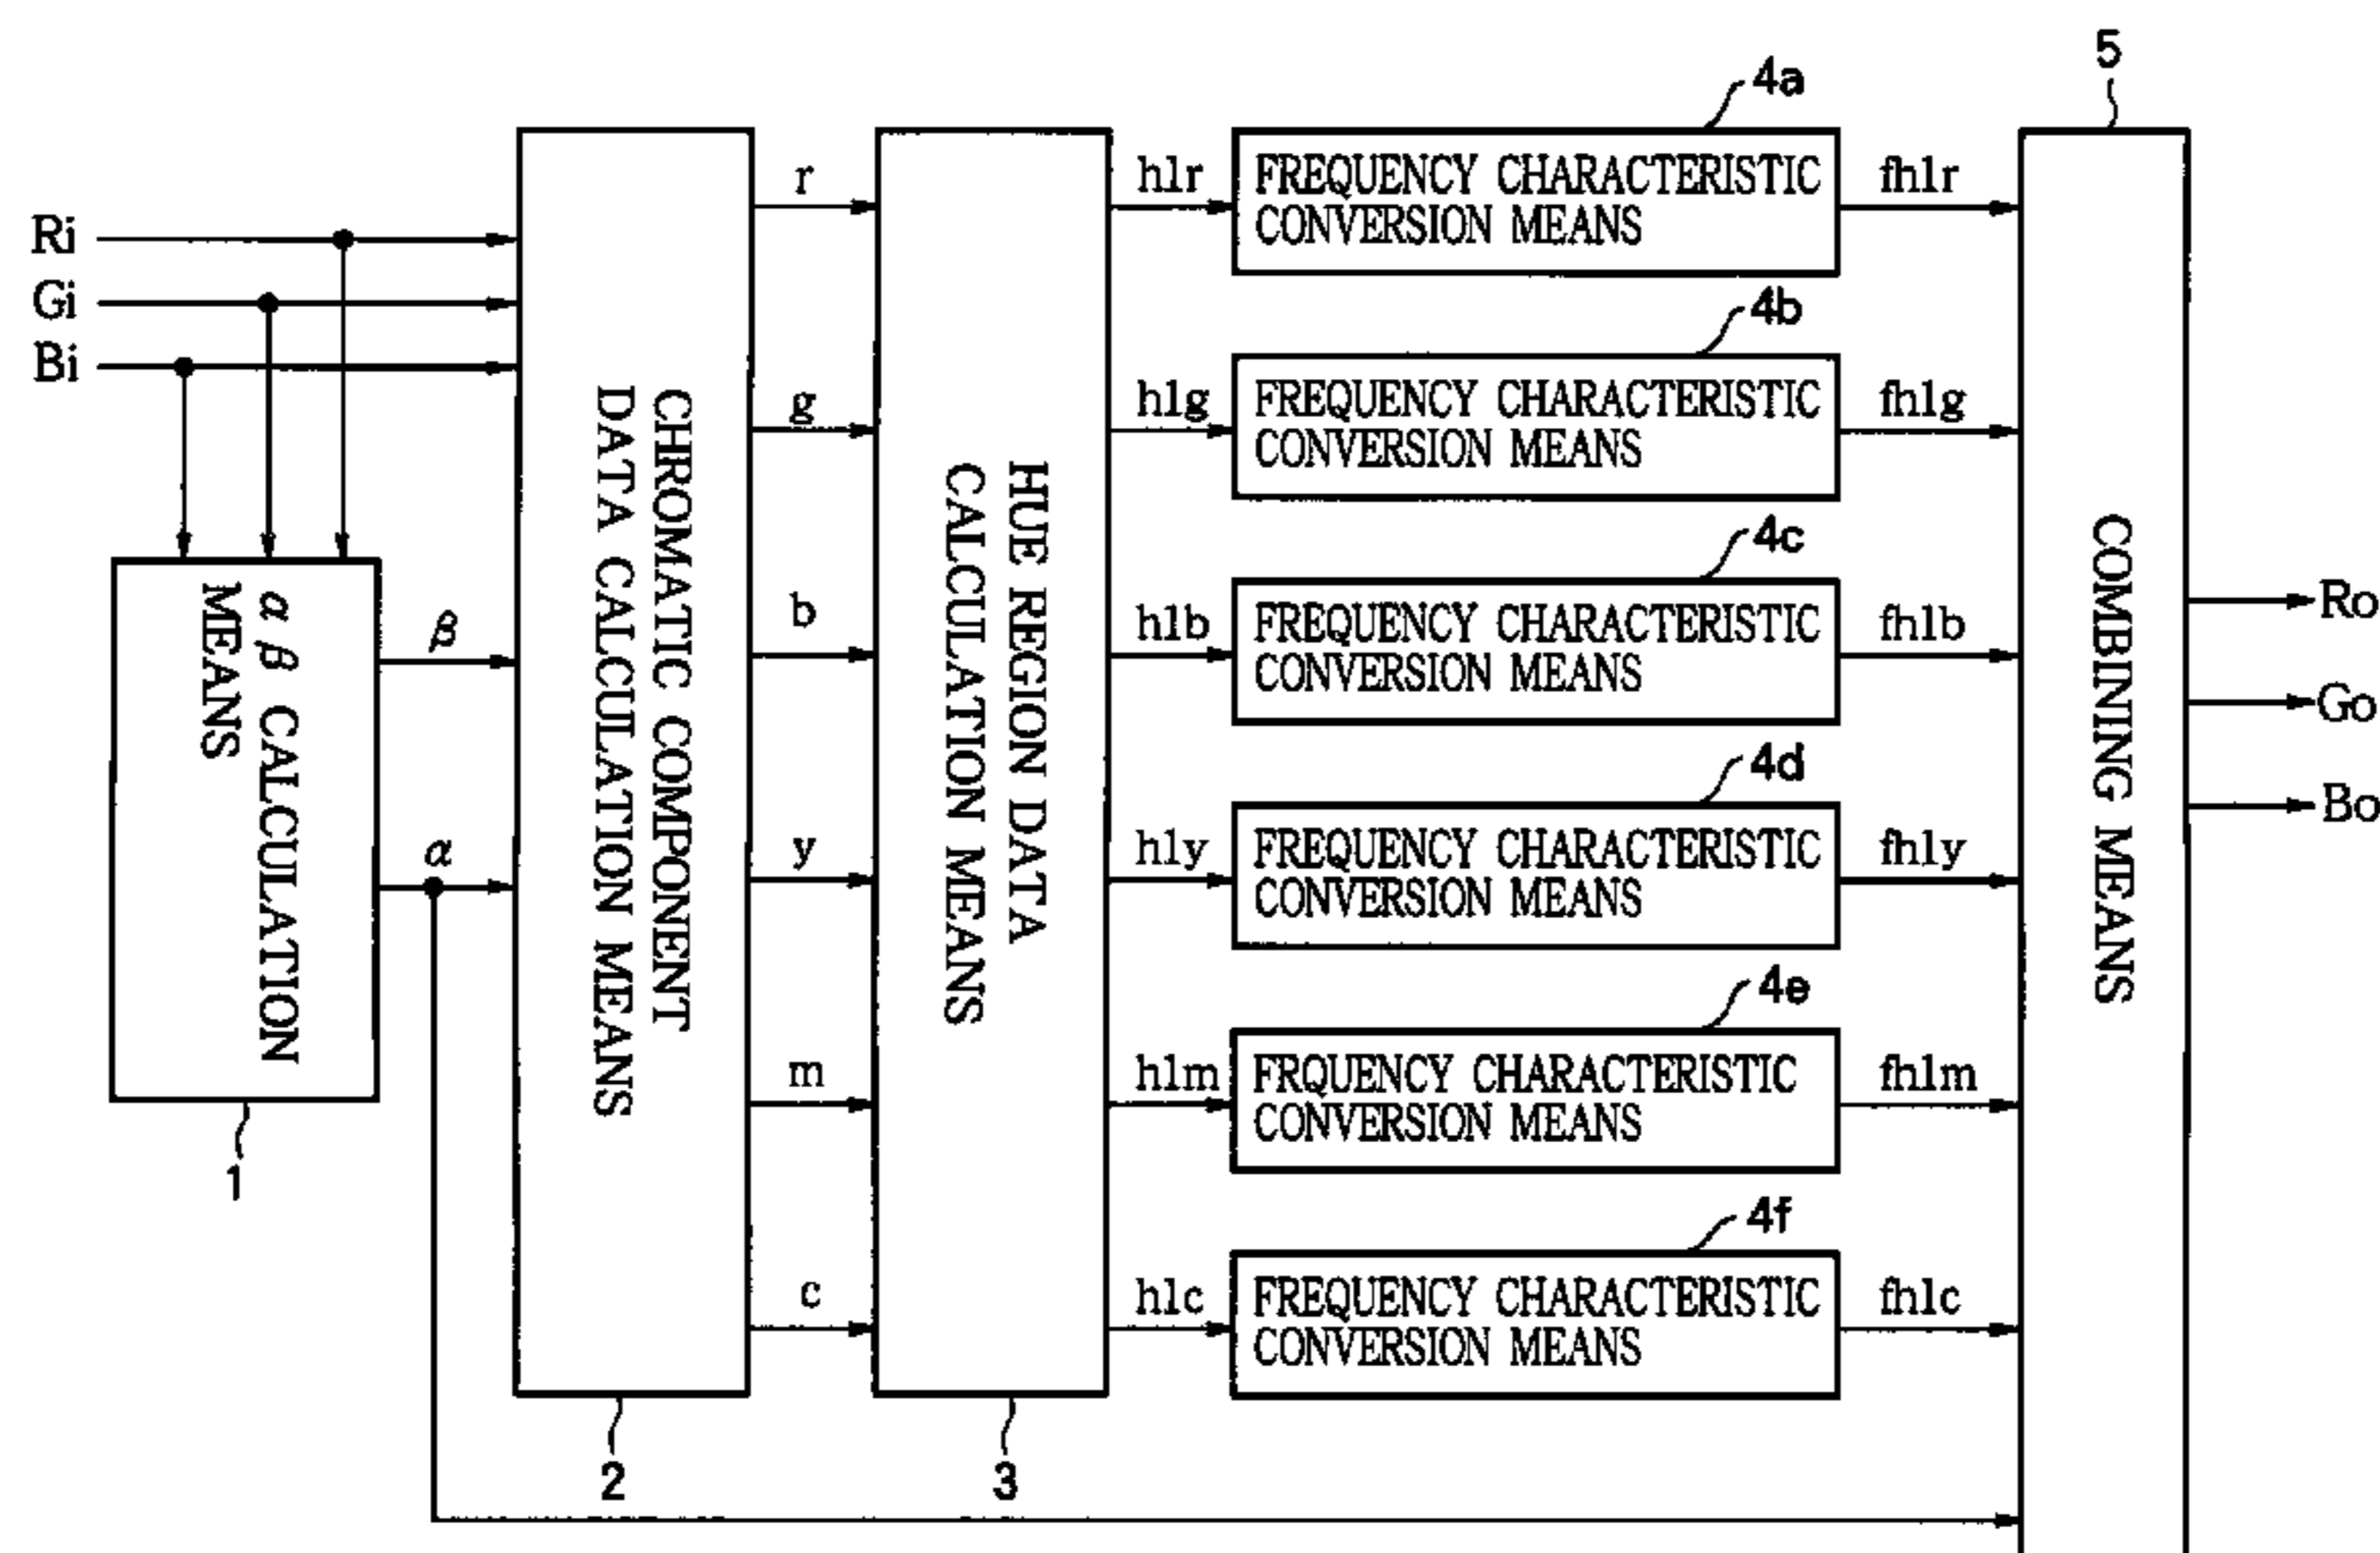 Ri
Gi
Bi
α β CALCULATION
MEANS
1
β
α
CHROMATIC COMPONENT
DATA CALCULATION MEANS
2
r
g
b
y
m
c
HUE REGION DATA
CALCULATION MEANS
3
hlr
hlg
hlb
hly
hlm
hlc
4a
FREQUENCY CHARACTERISTIC
CONVERSION MEANS
4b
FREQUENCY CHARACTERISTIC
CONVERSION MEANS
4c
FREQUENCY CHARACTERISTIC
CONVERSION MEANS
4d
FREQUENCY CHARACTERISTIC
CONVERSION MEANS
4e
FRQUENCY CHARACTERISTIC
CONVERSION MEANS
4f
FREQUENCY CHARACTERISTIC
CONVERSION MEANS
fhlr
fhlg
fhlb
fhly
fhlm
fhlc
5
COMBINING MEANS
Ro
Go
Bo